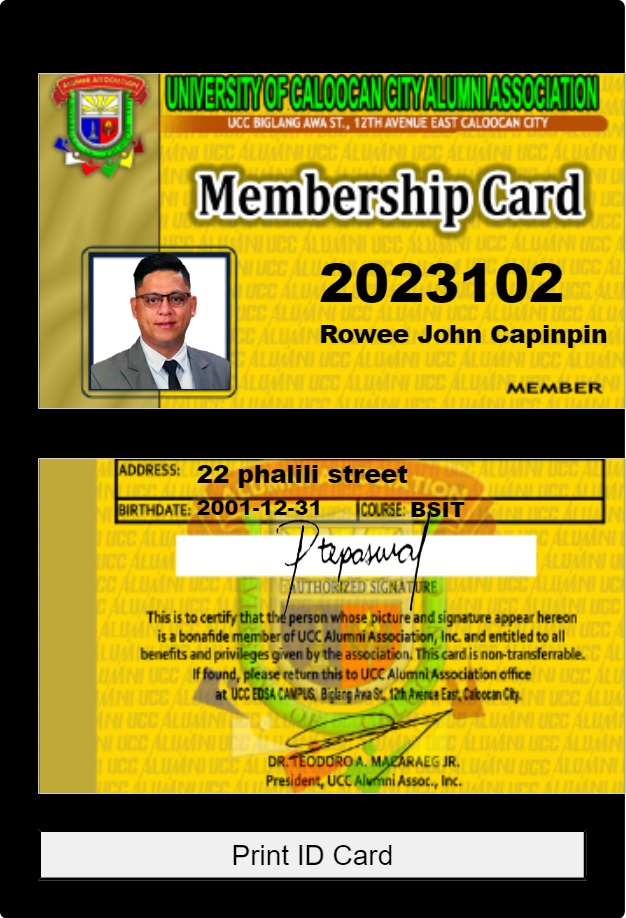 ALUMNI ASSOCIATION
UNIVERSITY OF CALOOCAN CITY ALUMNI ASSOCIATION
UCC BIGLANG AWA ST., 12TH AVENUE EAST CALOOCAN CITY
Membership Card
2023102
Rowee John Capinpin
MEMBER
ADDRESS: 22 phalili street
BIRTHDATE: 2001-12-31 COURSE: BSIT
AUTHORIZED SIGNATURE
This is to certify that the person whose picture and signature appear hereon
is a bonafide member of UCC Alumni Association, Inc. and entitled to all
benefits and privileges given by the association. This card is non-transferrable.
If found, please return this to UCC Alumni Association office
at UCC EDSA CAMPUS, Biglang Awa St., 12th Avenue East, Caloocan City.
DR. TEODORO A. MACARAEG JR.
President, UCC Alumni Assoc., Inc.
Print ID Card